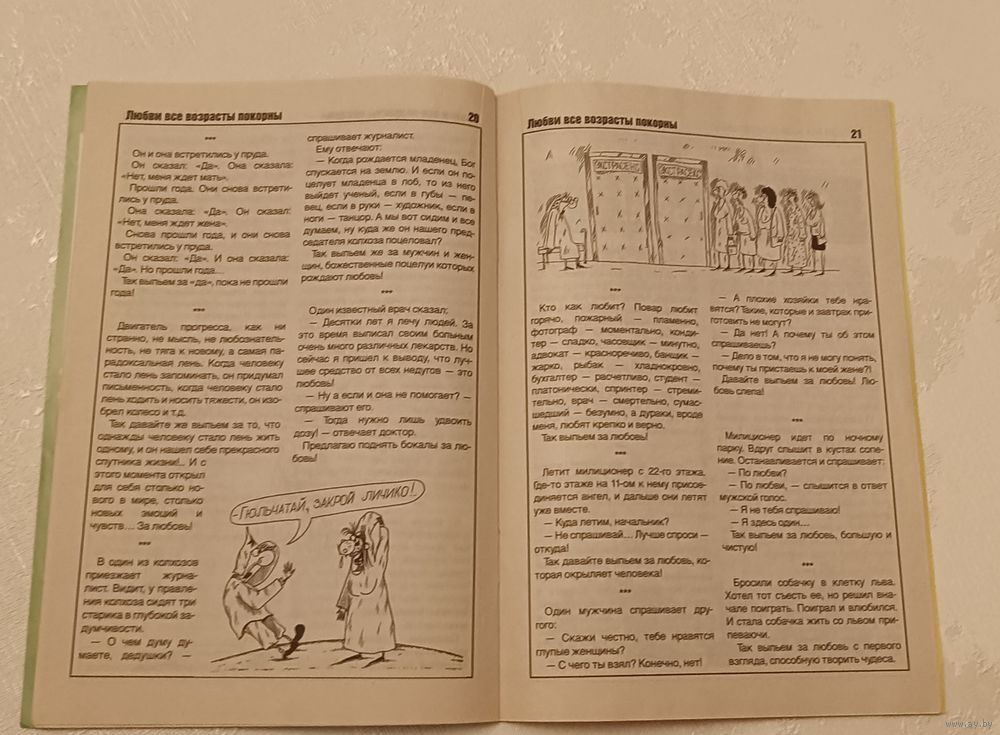 Любви все возрасты покорны
20
***
Он и она встретились у пруда.
Он сказал: «Да». Она сказала:
«Нет, меня ждет мать».
Прошли года. Они снова встрети-
лись у пруда.
Она сказала: «Да». Он сказал:
«Нет, меня ждет жена».
Снова прошли года, и они снова
встретились у пруда.
Он сказал: «Да». И она сказала:
«Да». Но прошли года...
Так выпьем за «да», пока не прошли
года!
***
Двигатель прогресса, как ни
странно, не мысль, не любознатель-
ность, не тяга к новому, а самая па-
радоксальная лень. Когда человеку
стало лень запоминать, он придумал
письменность, когда человеку стало
лень ходить и носить тяжести, он изо-
брел колесо и т.д.
Так давайте же выпьем за то, что
однажды человеку стало лень жить
одному, и он нашел себе прекрасного
спутника жизни!.. И с
этого момента открыл
для себя столько но-
вого в мире, столько
новых эмоций и
чувств... За любовь!
***
В один из колхозов
приезжает журна-
лист. Видит, у правле-
ния колхоза сидят три
старика в глубокой за-
думчивости.
— О чем думу ду-
маете, дедушки? —
спрашивает журналист.
Ему отвечают:
— Когда рождается младенец, Бог
спускается на землю. И если он по-
целует младенца в лоб, то из него
выйдет ученый, если в губы — пе-
вец, если в руки — художник, если в
ноги — танцор. А мы вот сидим и все
думаем, ну куда же он нашего пред-
седателя колхоза поцеловал?
Так выпьем же за мужчин и жен-
щин, божественные поцелуи которых
рождают любовь!
***
Один известный врач сказал:
— Десятки лет я лечу людей. За
это время выписал своим больным
очень много различных лекарств. Но
сейчас я пришел к выводу, что луч-
шее средство от всех недугов — это
любовь!
— Ну а если и она не помогает? —
спрашивают его.
— Тогда нужно лишь удвоить
дозу! — отвечает доктор.
Предлагаю поднять бокалы за лю-
бовь!
-ГЮЛЬЧАТАЙ, ЗАКРОЙ ЛИЧИКО!..
Любви все возрасты покорны
21
ЭКСТРАСЕНС
ЭКСТРАСЕКС
***
Кто как любит? Повар любит
горячо, пожарный — пламенно,
фотограф — моментально, конди-
тер — сладко, часовщик — минутно,
адвокат — красноречиво, банщик —
жарко, рыбак — хладнокровно,
бухгалтер — расчетливо, студент —
платонически, спринтер — стреми-
тельно, врач — смертельно, сумас-
шедший — безумно, а дураки, вроде
меня, любят крепко и верно.
Так выпьем за любовь!
***
Летит милиционер с 22-го этажа.
Где-то этаже на 11-ом к нему присое-
диняется ангел, и дальше они летят
уже вместе.
— Куда летим, начальник?
— Не спрашивай... Лучше спроси —
откуда!
Так давайте выпьем за любовь, ко-
торая окрыляет человека!
***
Один мужчина спрашивает дру-
гого:
— Скажи честно, тебе нравятся
глупые женщины?
— С чего ты взял? Конечно, нет!
— А плохие хозяйки тебе нра-
вятся? Такие, которые и завтрак при-
готовить не могут?
— Да нет! А почему ты об этом
спрашиваешь?
— Дело в том, что я не могу понять,
почему ты пристаешь к моей жене?!
Давайте выпьем за любовь! Лю-
бовь слепа!
***
Милиционер идет по ночному
парку. Вдруг слышит в кустах сопе-
ние. Останавливается и спрашивает:
— По любви?
— По любви, — слышится в ответ
мужской голос.
— Я не тебя спрашиваю!
— Я здесь один...
Так выпьем за любовь, большую и
чистую!
***
Бросили собачку в клетку льва.
Хотел тот съесть ее, но решил вна-
чале поиграть. Поиграл и влюбился.
И стала собачка жить со львом при-
певаючи.
Так выпьем за любовь с первого
взгляда, способную творить чудеса.
www.ay.by